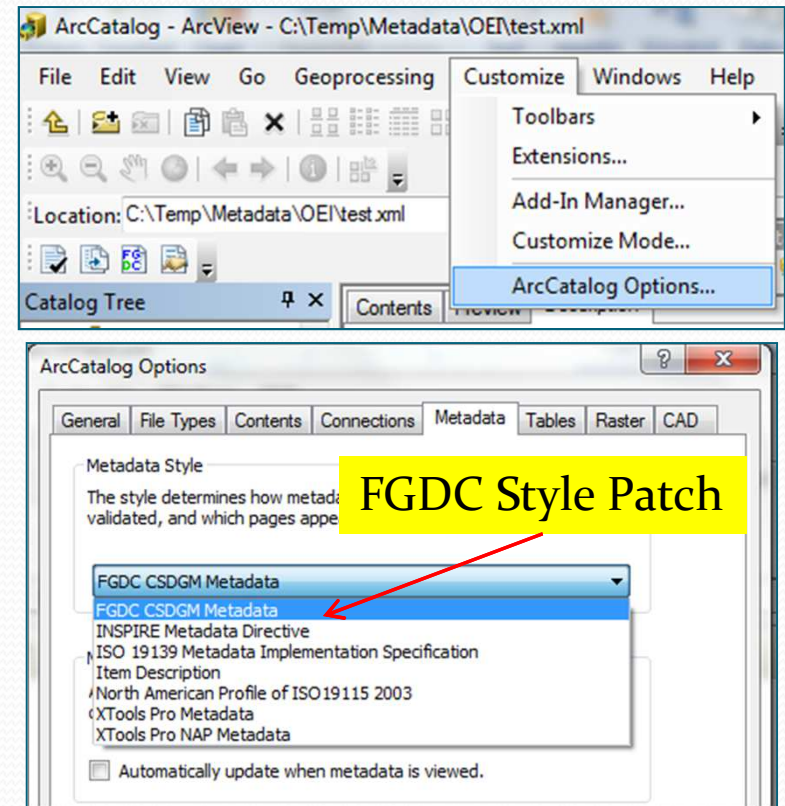 ArcCatalog - ArcView - C:\Temp\Metadata\OEI\test.xml
File Edit View Go Geoprocessing Customize Windows Help
Toolbars
Extensions...
Add-In Manager...
Location: C:\Temp\Metadata\OEI\test.xml
Customize Mode...
ArcCatalog Options...
Catalog Tree
Contents
ArcCatalog Options
General File Types Contents Connections Metadata Tables Raster CAD
Metadata Style
The style determines how
validated, and which pages
FGDC Style Patch
FGDC CSDGM Metadata
FGDC CSDGM Metadata
INSPIRE Metadata Directive
ISO 19139 Metadata Implementation Specification
Item Description
North American Profile of ISO19115 2003
XTools Pro Metadata
XTools Pro NAP Metadata
Automatically update when metadata is viewed.